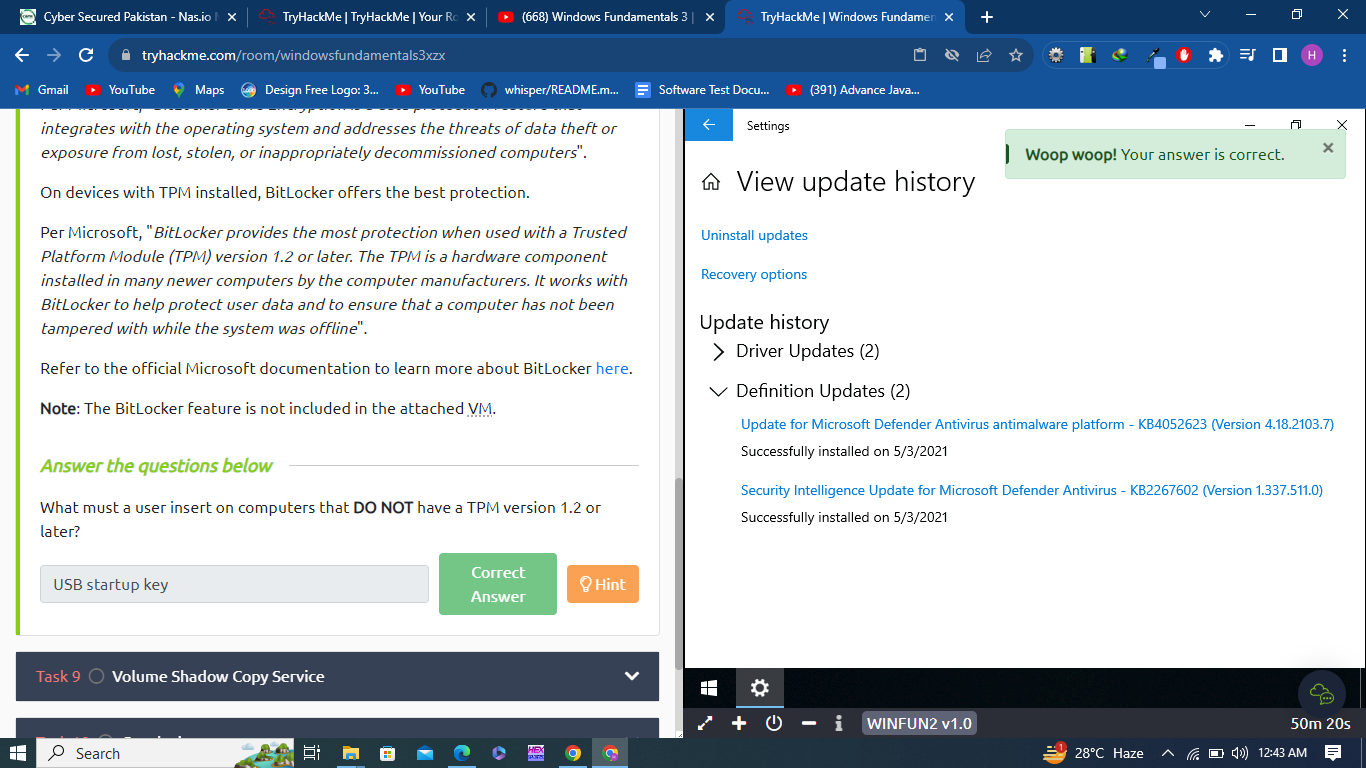 Cyber Secured Pakistan - Nas.io M
TryHackMe | TryHackMe | Your Ro
(668) Windows Fundamentals 3 |
TryHackMe | Windows Fundamen
tryhackme.com/room/windowsfundamentals3xzx
H
Gmail
YouTube
Maps
Design Free Logo: 3...
YouTube
whisper/README.m...
Software Test Docu...
(391) Advance Java...
integrates with the operating system and addresses the threats of data theft or
exposure from lost, stolen, or inappropriately decommissioned computers".
On devices with TPM installed, BitLocker offers the best protection.
Per Microsoft, "BitLocker provides the most protection when used with a Trusted
Platform Module (TPM) version 1.2 or later. The TPM is a hardware component
installed in many newer computers by the computer manufacturers. It works with
BitLocker to help protect user data and to ensure that a computer has not been
tampered with while the system was offline".
Refer to the official Microsoft documentation to learn more about BitLocker here.
Note: The BitLocker feature is not included in the attached VM.
Answer the questions below
What must a user insert on computers that DO NOT have a TPM version 1.2 or
later?
USB startup key
Correct
Answer
Hint
Task 9
Volume Shadow Copy Service
Settings
Woop woop! Your answer is correct.
View update history
Uninstall updates
Recovery options
Update history
Driver Updates (2)
Definition Updates (2)
Update for Microsoft Defender Antivirus antimalware platform - KB4052623 (Version 4.18.2103.7)
Successfully installed on 5/3/2021
Security Intelligence Update for Microsoft Defender Antivirus - KB2267602 (Version 1.337.511.0)
Successfully installed on 5/3/2021
WINFUN2 v1.0
50m 20s
Search
HEX
1
28°C Haze
12:43 AM